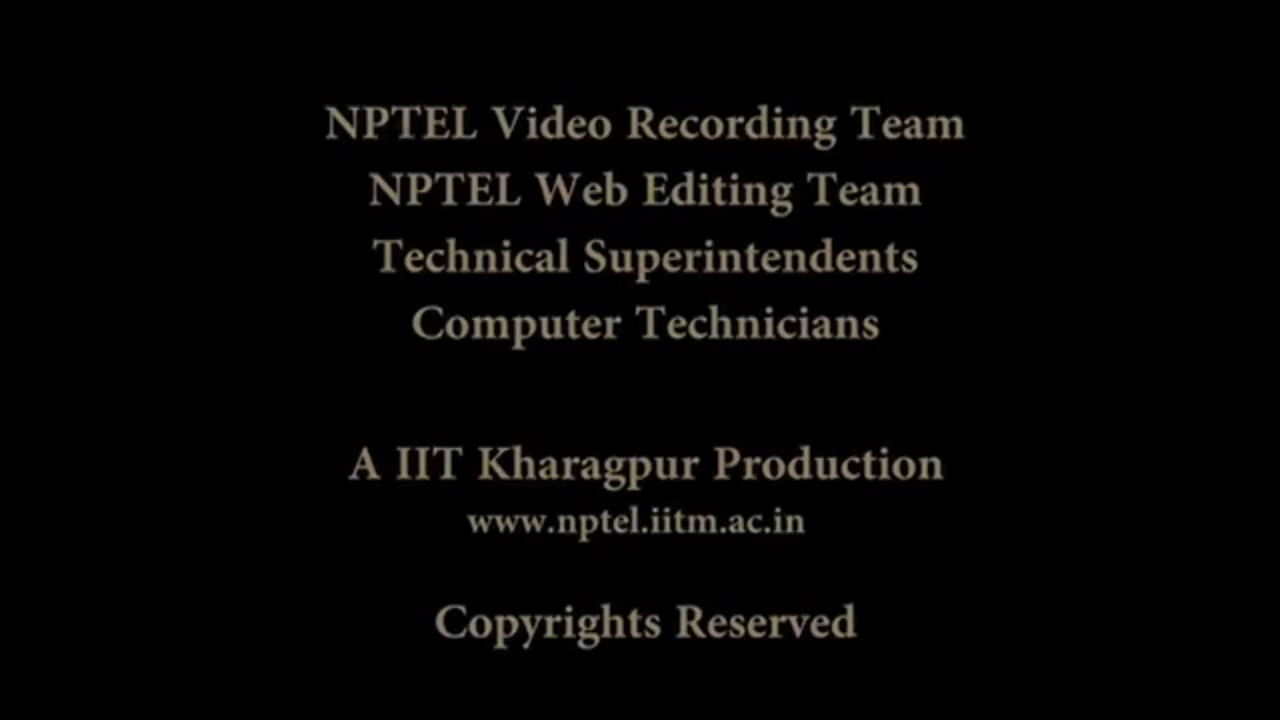 NPTEL Video Recording Team
NPTEL Web Editing Team
Technical Superintendents
Computer Technicians
A IIT Kharagpur Production
www.nptel.iitm.ac.in
Copyrights Reserved